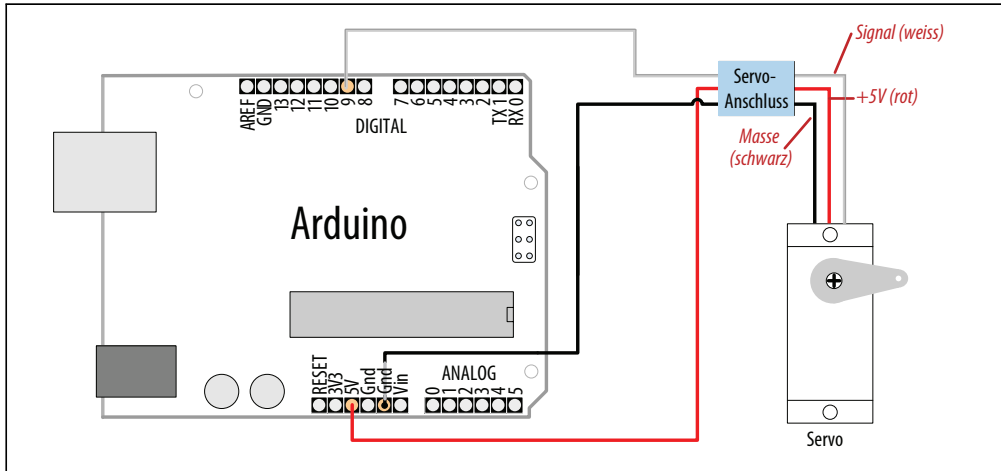 Signal (weiss)
Servo-
Anschluss
+5V (rot)
Masse
(schwarz)
AREF
GND
13
12
11
10
9
8
7
6
5
4
3
2
TX 1
RX 0
DIGITAL
Arduino
RESET
3V3
5V
Gnd
Gnd
Vin
ANALOG
0
1
2
3
4
5
Servo